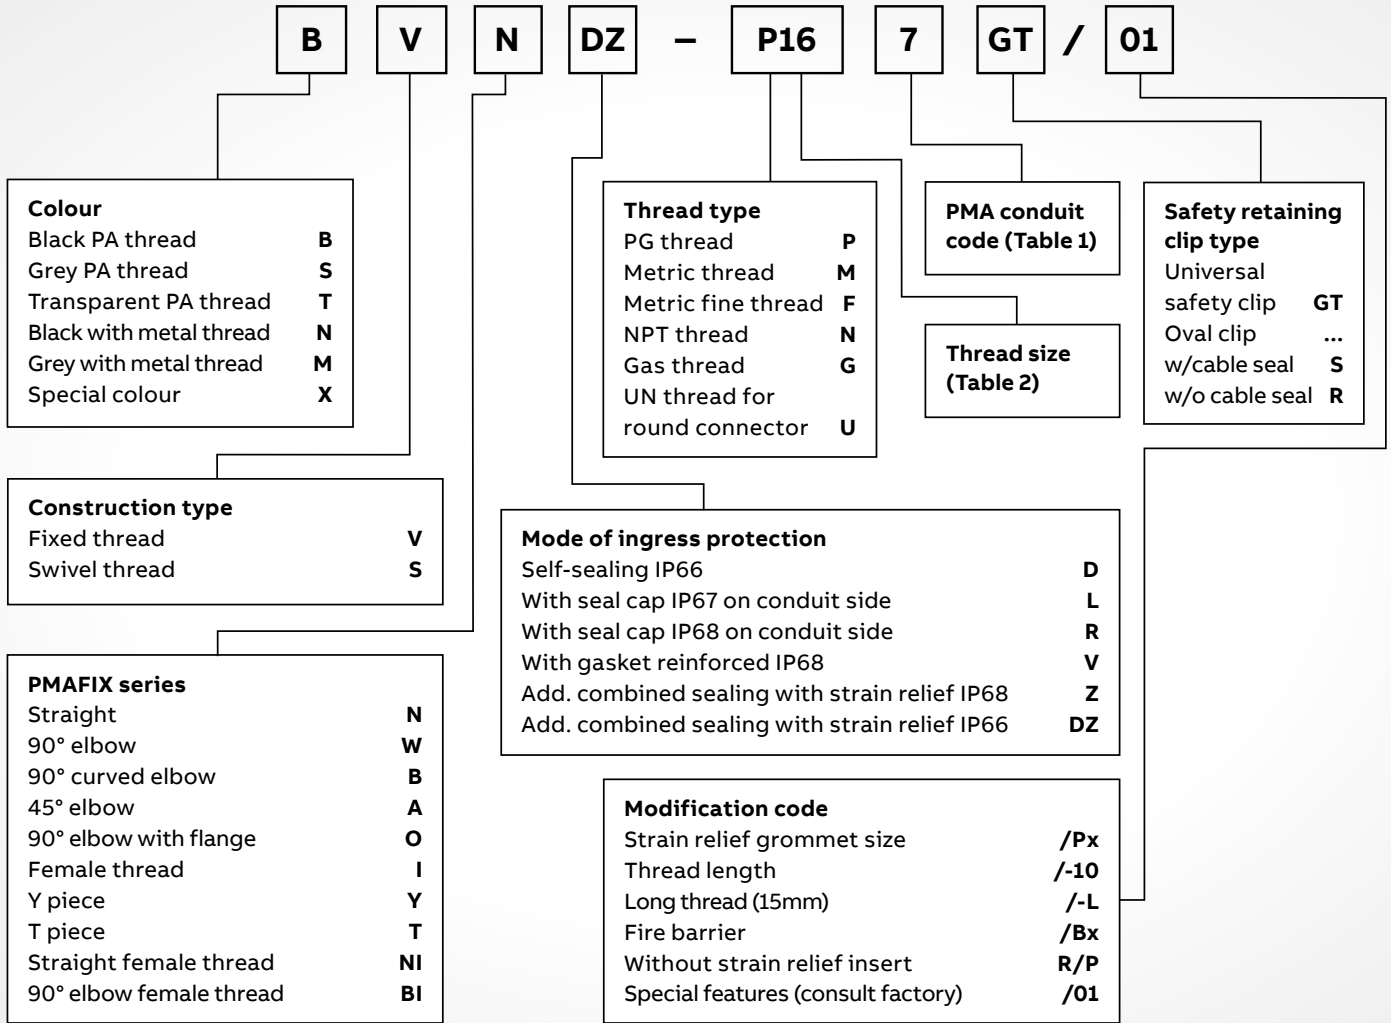 B V N DZ – P16 7 GT / 01
Colour
Black PA thread B
Grey PA thread S
Transparent PA thread T
Black with metal thread N
Grey with metal thread M
Special colour X
Construction type
Fixed thread V
Swivel thread S
PMAFIX series
Straight N
90° elbow W
90° curved elbow B
45° elbow A
90° elbow with flange O
Female thread I
Y piece Y
T piece T
Straight female thread NI
90° elbow female thread BI
Thread type
PG thread P
Metric thread M
Metric fine thread F
NPT thread N
Gas thread G
UN thread for
round connector U
PMA conduit
code (Table 1)
Thread size
(Table 2)
Safety retaining
clip type
Universal
safety clip GT
Oval clip ...
w/cable seal S
w/o cable seal R
Mode of ingress protection
Self-sealing IP66 D
With seal cap IP67 on conduit side L
With seal cap IP68 on conduit side R
With gasket reinforced IP68 V
Add. combined sealing with strain relief IP68 Z
Add. combined sealing with strain relief IP66 DZ
Modification code
Strain relief grommet size /Px
Thread length /-10
Long thread (15mm) /-L
Fire barrier /Bx
Without strain relief insert R/P
Special features (consult factory) /01